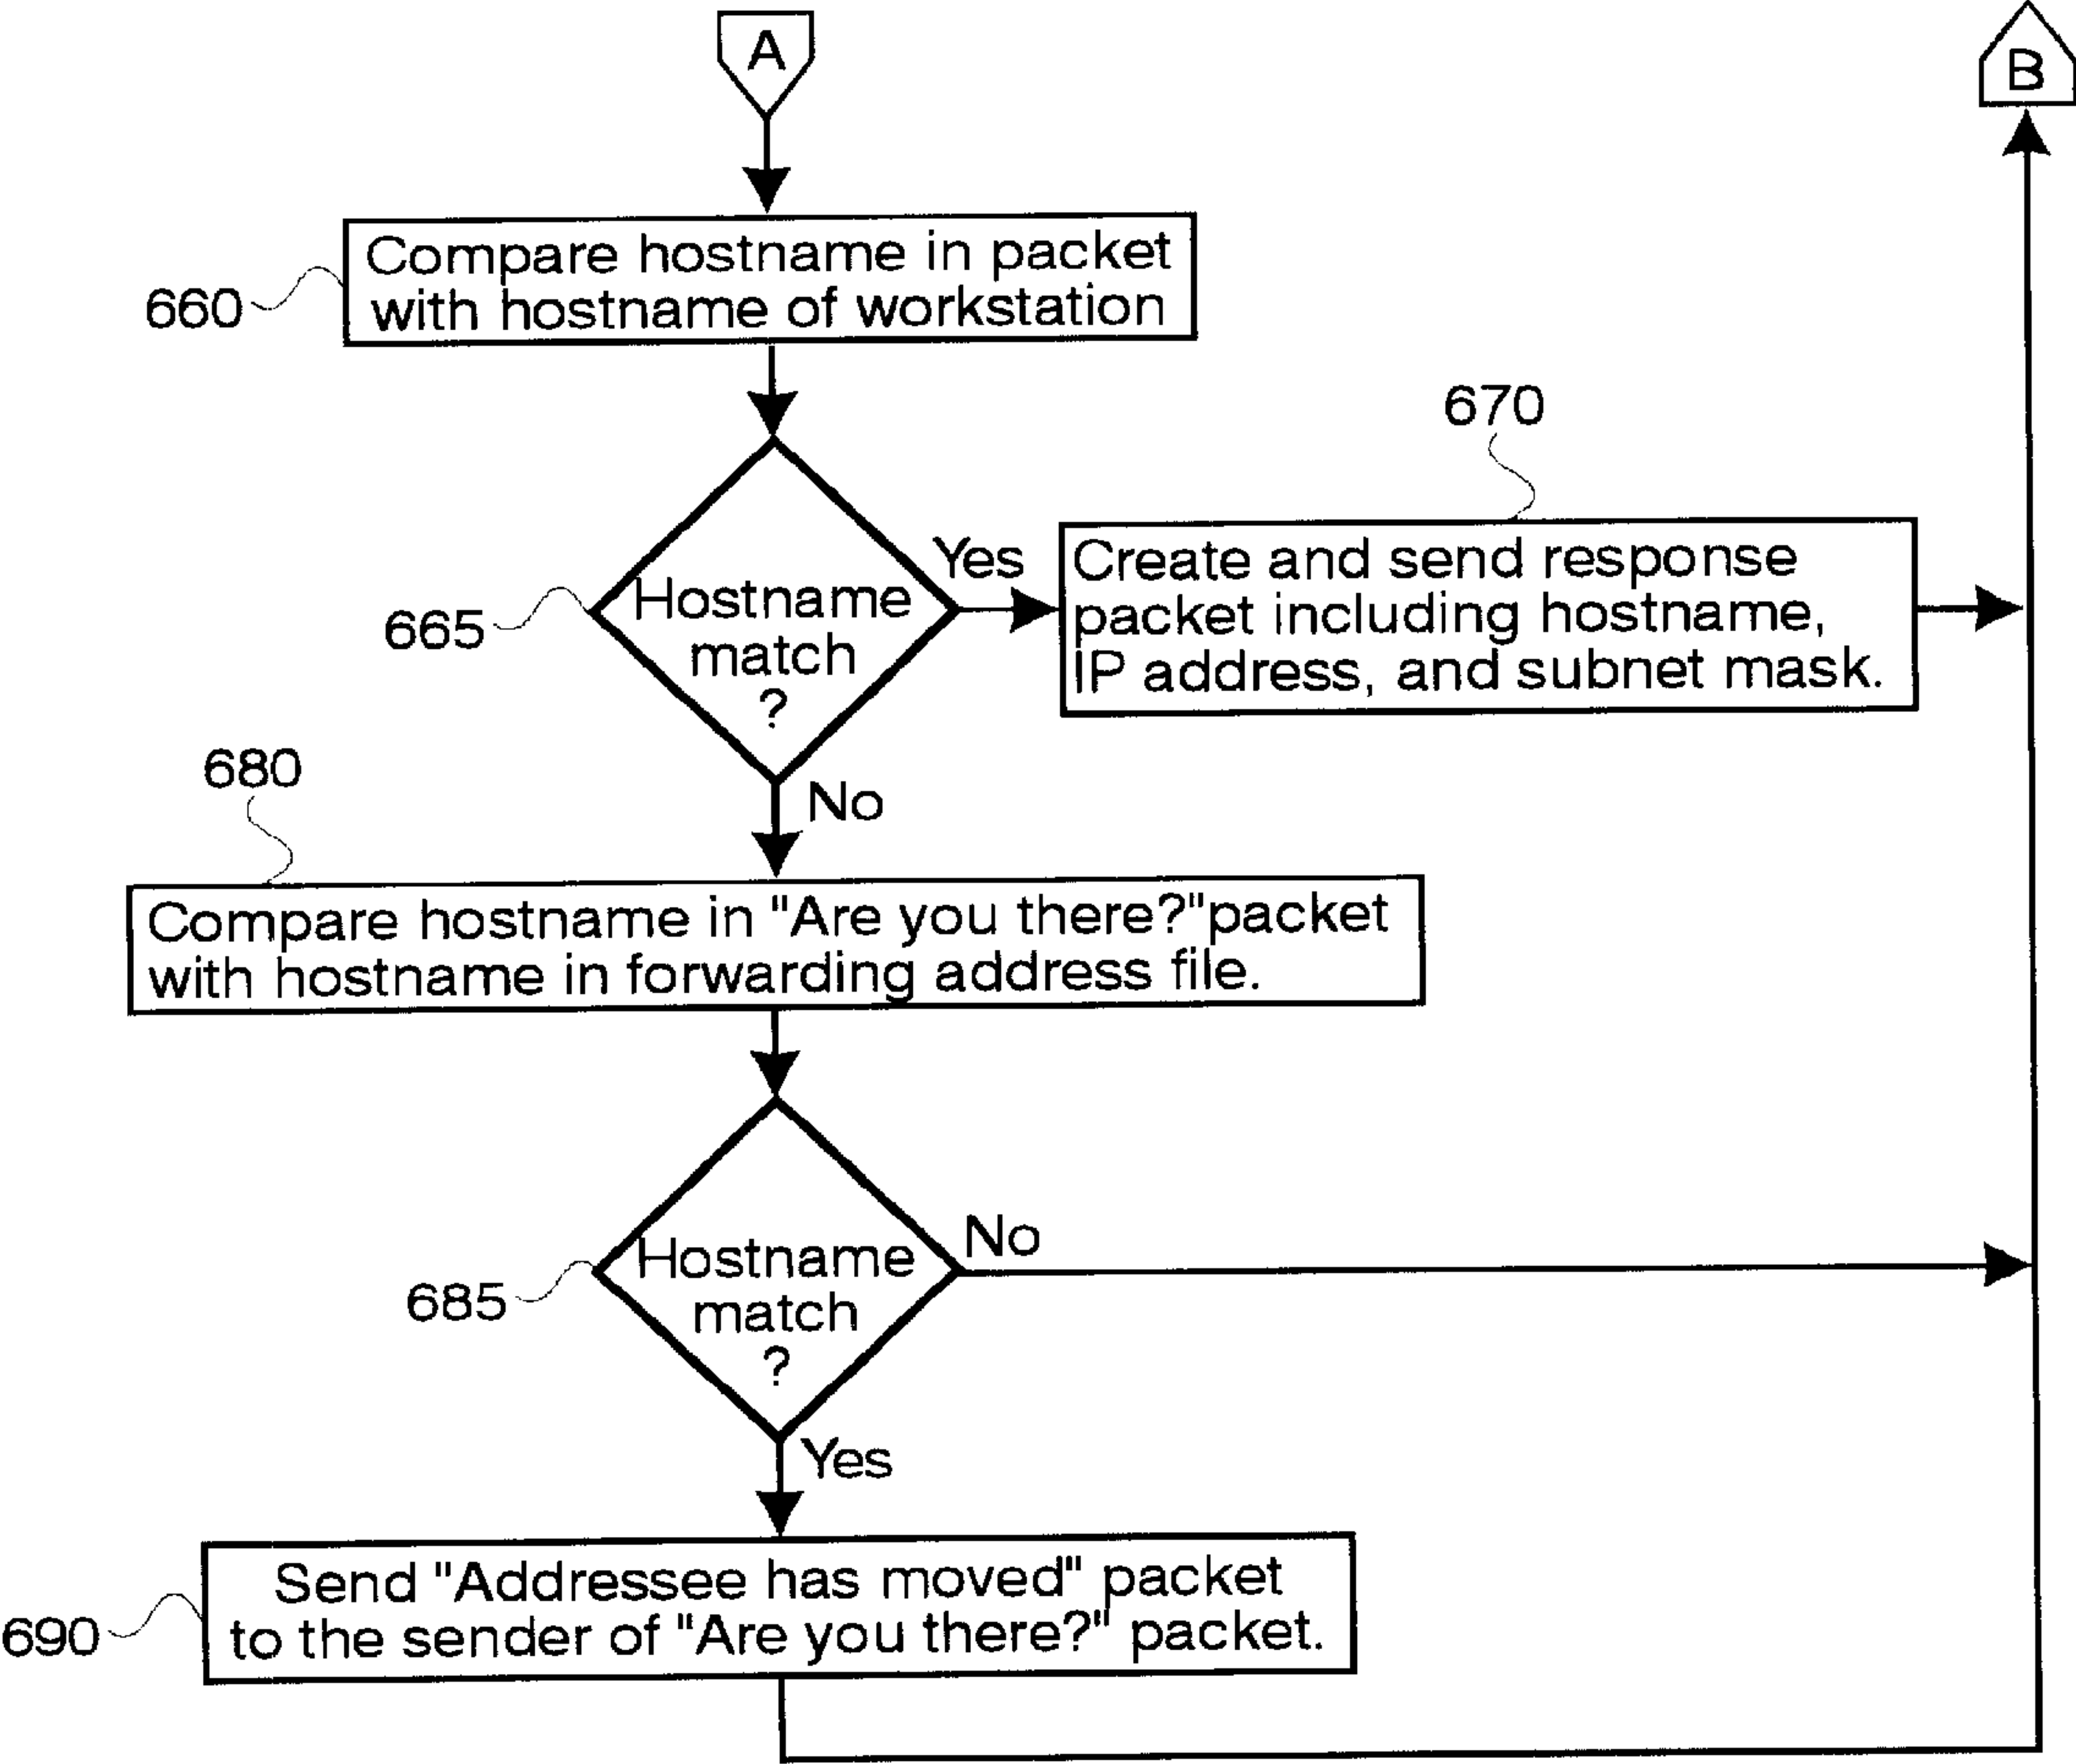 A
B
Compare hostname in packet
with hostname of workstation
660
670
Yes
Create and send response
packet including hostname,
IP address, and subnet mask.
Hostname
match
?
665
No
680
Compare hostname in "Are you there?"packet
with hostname in forwarding address file.
No
Hostname
match
?
685
Yes
Send "Addressee has moved" packet
to the sender of "Are you there?" packet.
690